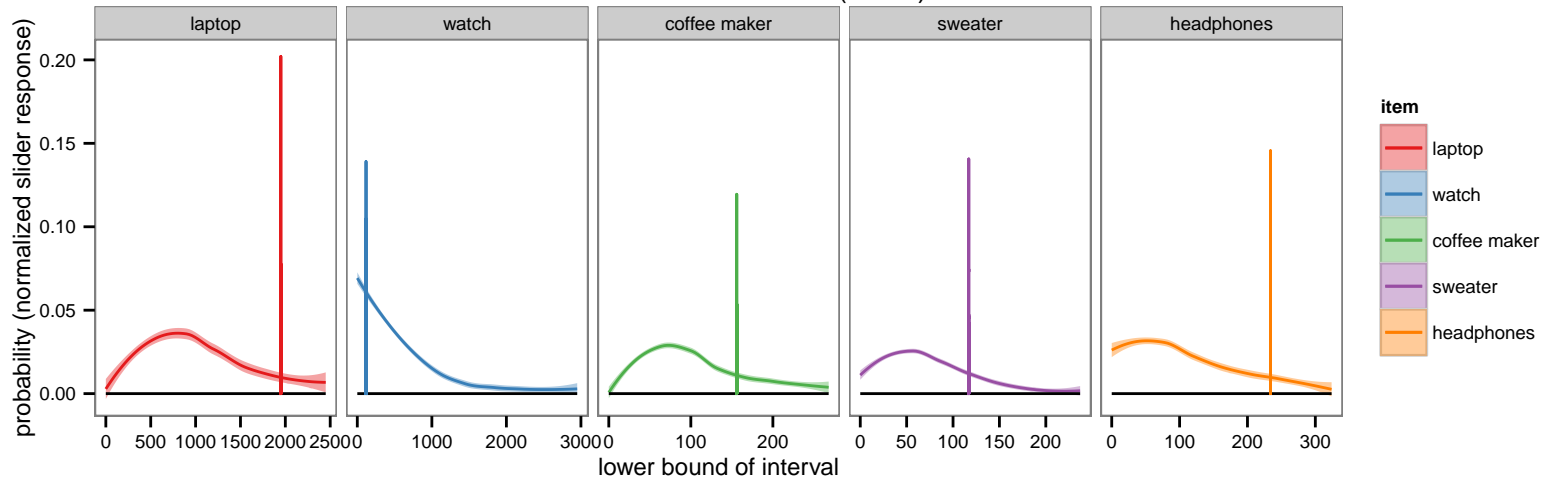 laptop
watch
coffee maker
sweater
headphones
probability (normalized slider response)
0.20
0.15
0.10
0.05
0.00
0 500 1000 1500 2000 2500
0 1000 2000 3000
0 100 200
0 50 100 150 200
0 100 200 300
lower bound of interval
item
laptop
watch
coffee maker
sweater
headphones